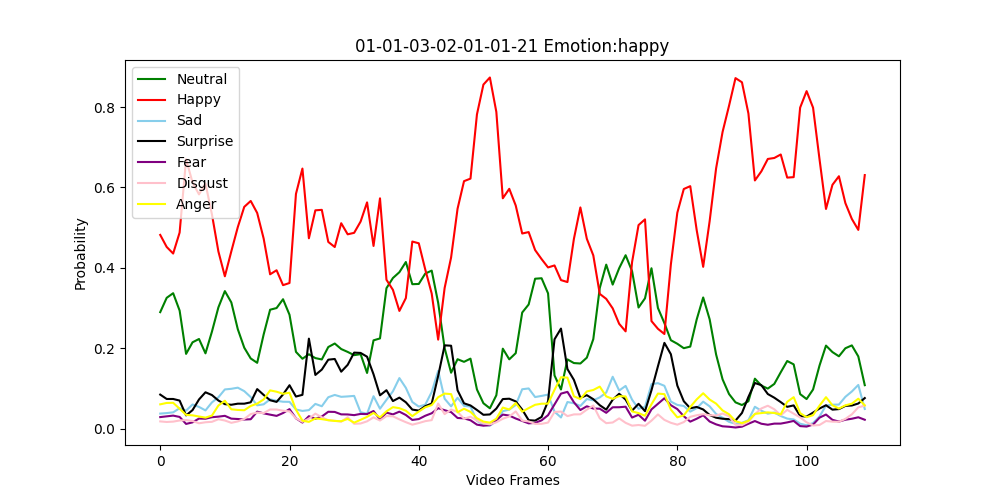 01-01-03-02-01-01-21 Emotion:happy
Neutral
Happy
Sad
Surprise
Fear
Disgust
Anger
Probability
0.8
0.6
0.4
0.2
0.0
0 20 40 60 80 100
Video Frames